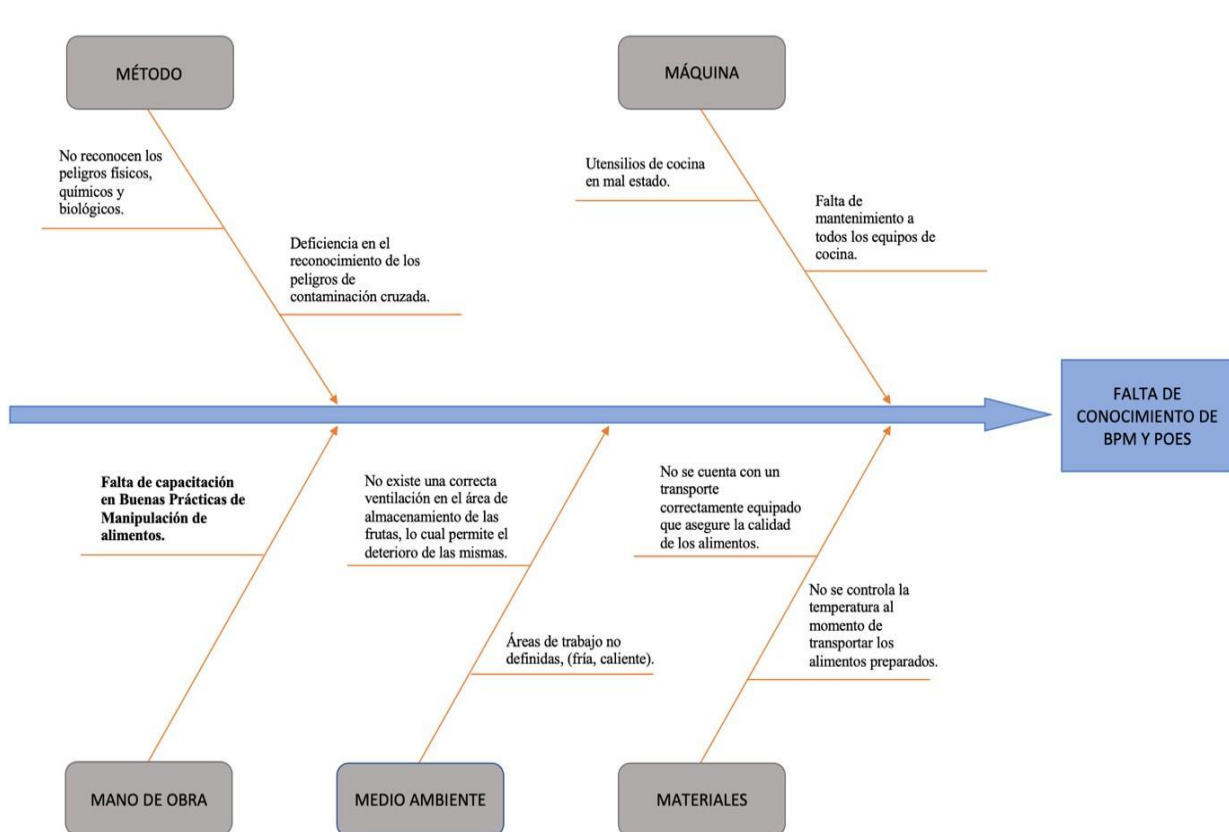 MÉTODO
MÁQUINA
No reconocen los
peligros físicos,
químicos y
biológicos.
Deficiencia en el
reconocimiento de los
peligros de
contaminación cruzada.
Utensilios de cocina
en mal estado.
Falta de
mantenimiento a
todos los equipos de
cocina.
FALTA DE
CONOCIMIENTO DE
BPM Y POES
Falta de capacitación
en Buenas Prácticas de
Manipulación de
alimentos.
No existe una correcta
ventilación en el área de
almacenamiento de las
frutas, lo cual permite el
deterioro de las mismas.
Áreas de trabajo no
definidas, (fría, caliente).
No se cuenta con un
transporte
correctamente equipado
que asegure la calidad
de los alimentos.
No se controla la
temperatura al
momento de
transportar los
alimentos preparados.
MANO DE OBRA
MEDIO AMBIENTE
MATERIALES